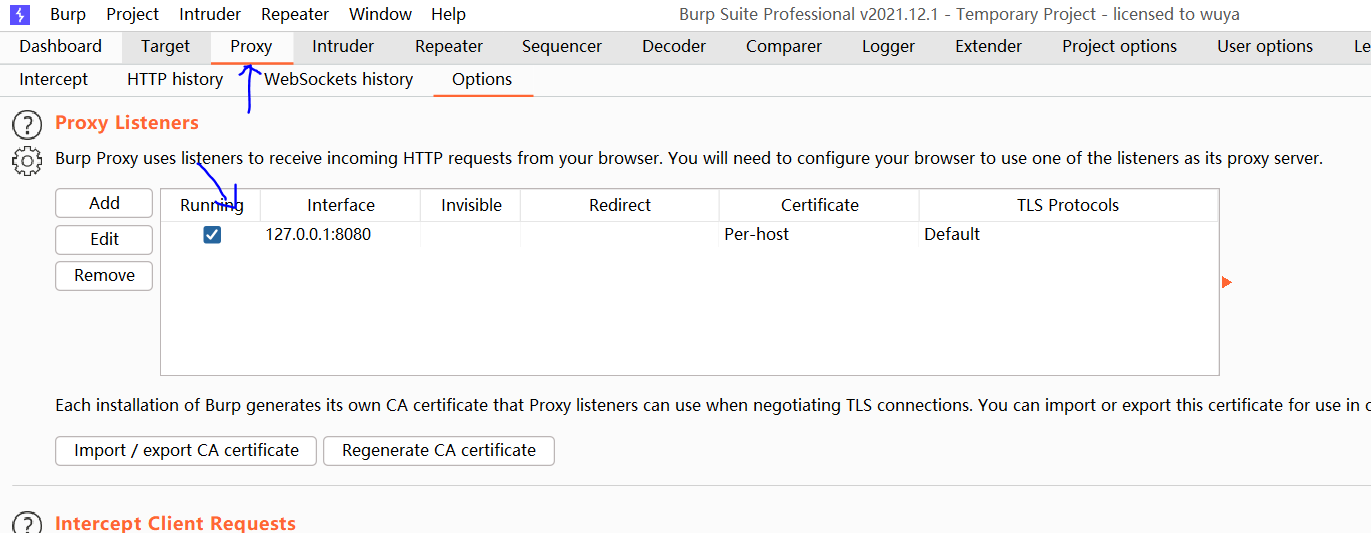 Burp Project Intruder Repeater Window Help Burp Suite Professional v2021.12.1 - Temporary Project - licensed to wuya
Dashboard Target Proxy Intruder Repeater Sequencer Decoder Comparer Logger Extender Project options User options Le
Intercept HTTP history WebSockets history Options
Proxy Listeners
Burp Proxy uses listeners to receive incoming HTTP requests from your browser. You will need to configure your browser to use one of the listeners as its proxy server.
Add
Edit
Remove
Running Interface Invisible Redirect Certificate TLS Protocols
127.0.0.1:8080 Per-host Default
Each installation of Burp generates its own CA certificate that Proxy listeners can use when negotiating TLS connections. You can import or export this certificate for use in
Import / export CA certificate Regenerate CA certificate
Intercept Client Requests